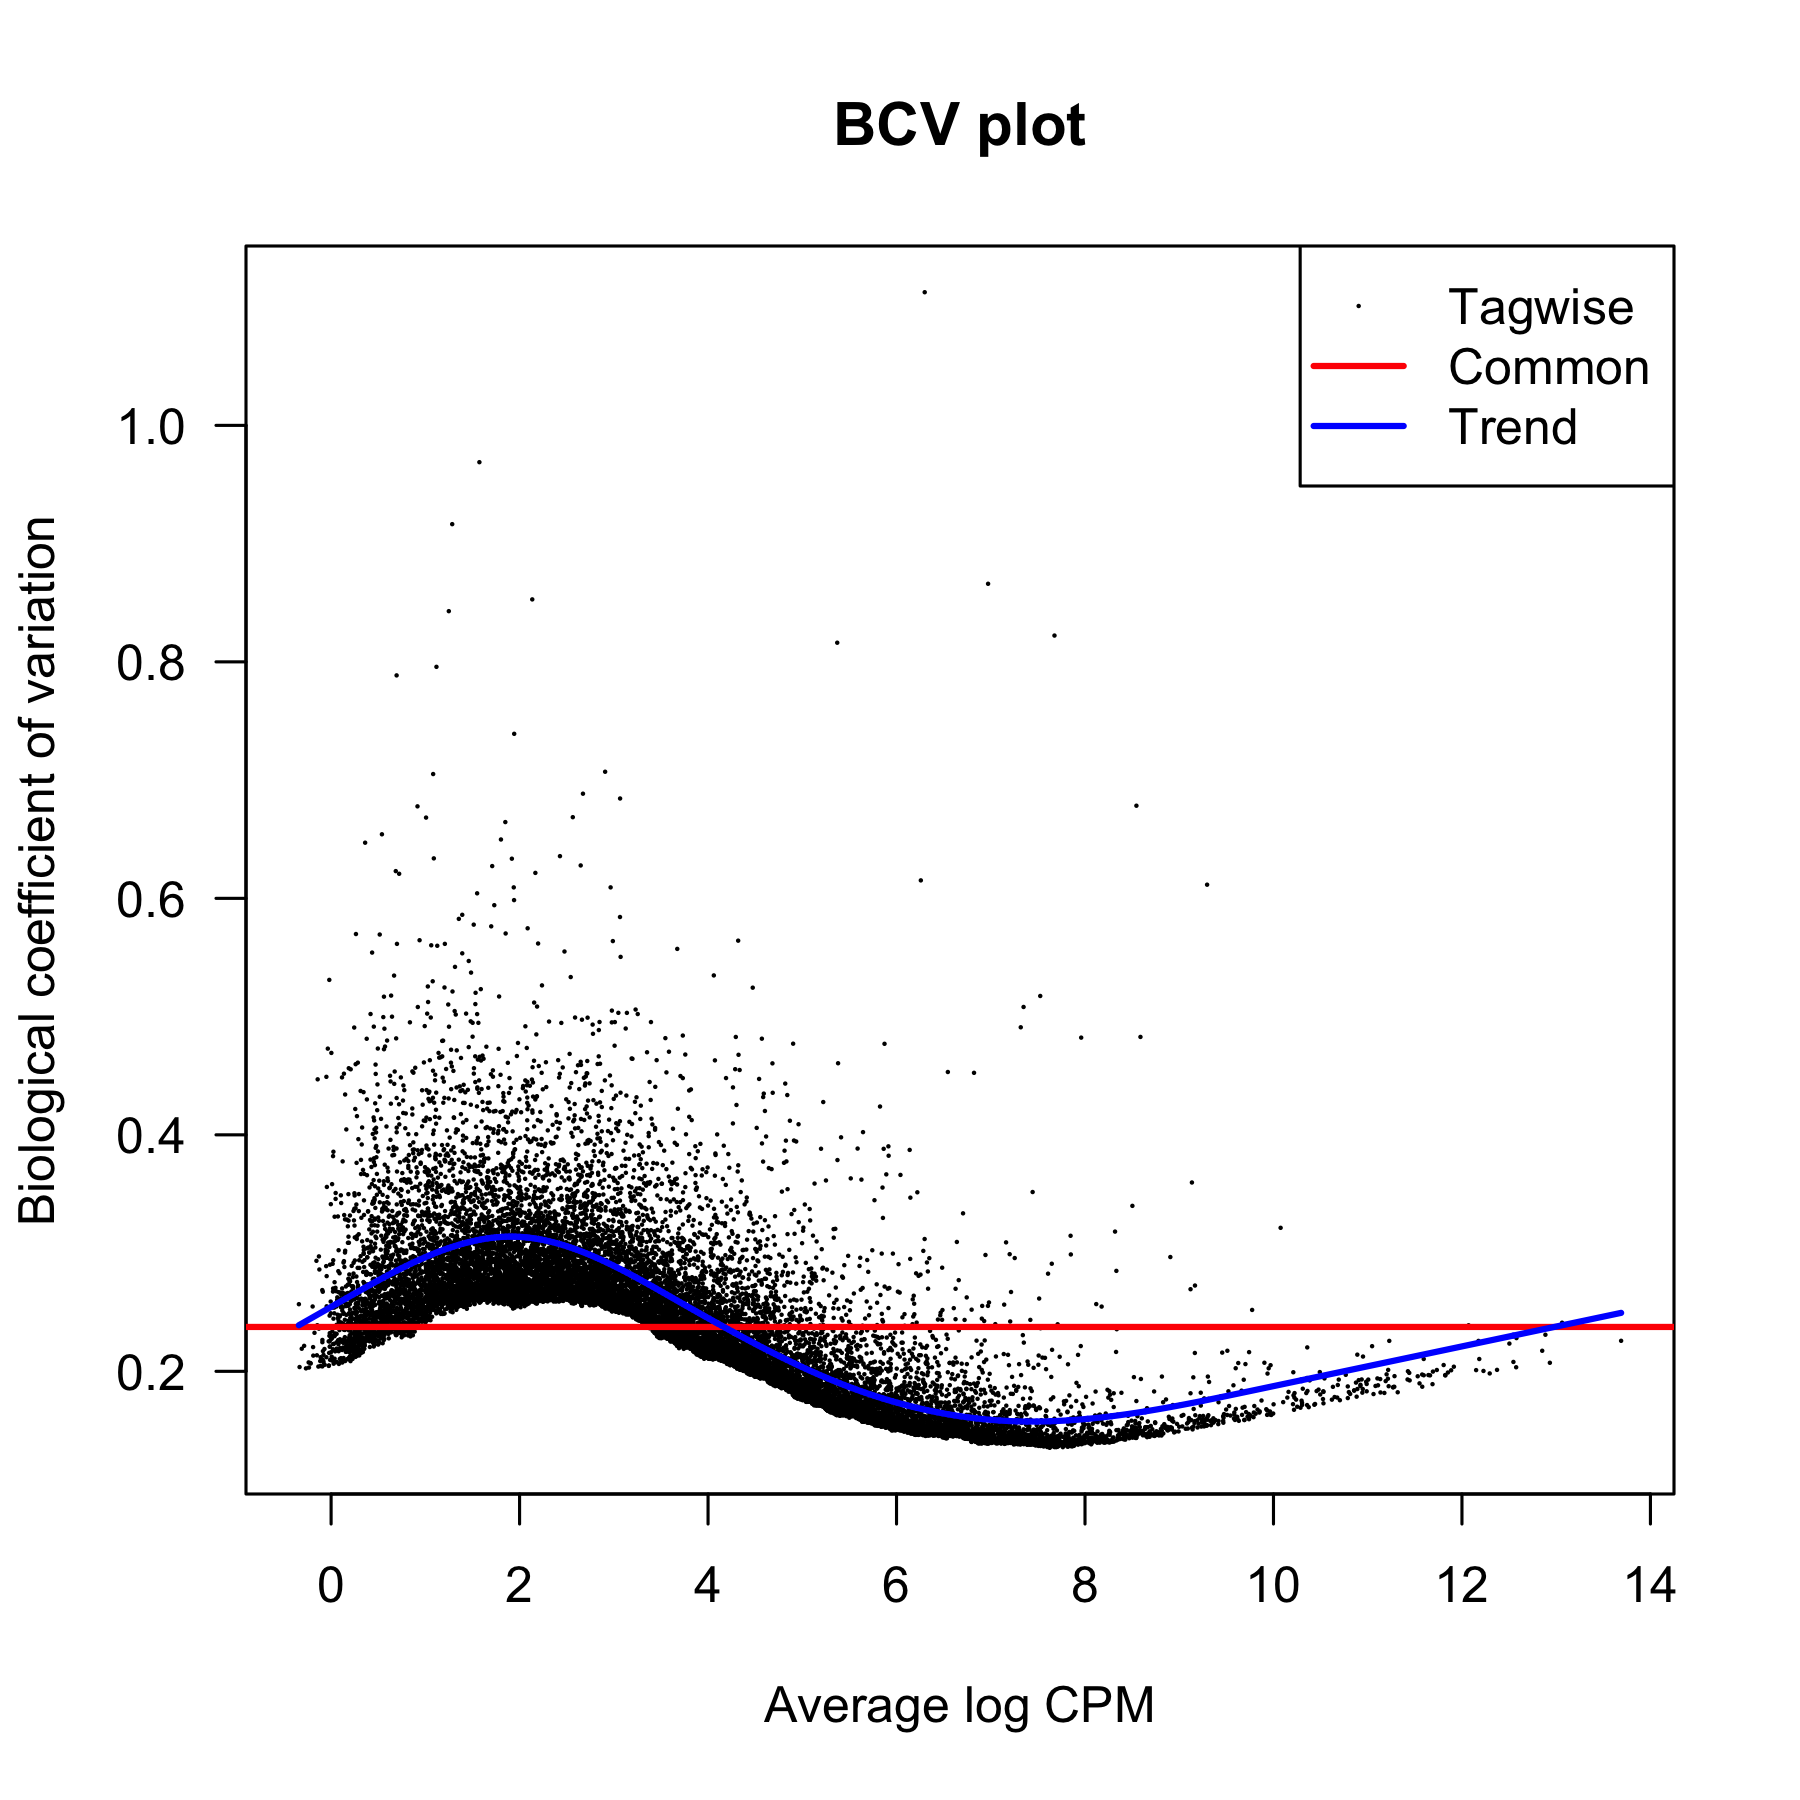 BCV plot
Tagwise
Common
Trend
Biological coefficient of variation
1.0
0.8
0.6
0.4
0.2
0 2 4 6 8 10 12 14
Average log CPM